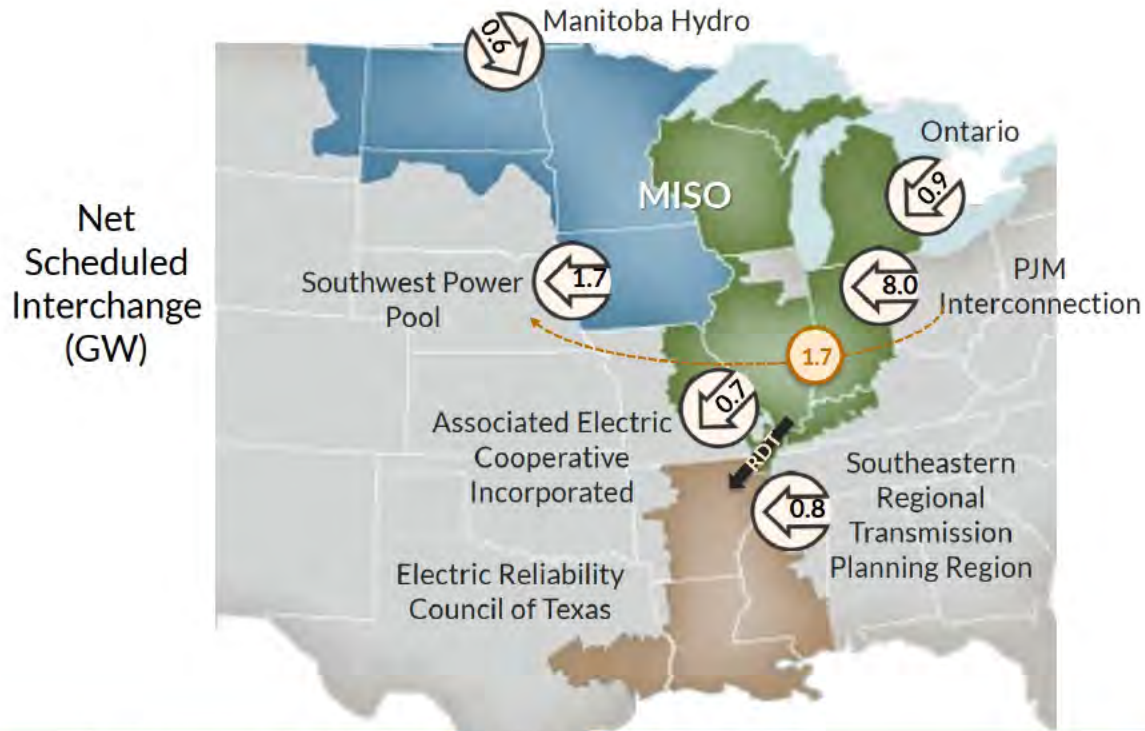 0.6
Manitoba Hydro
Ontario
0.9
MISO
Net
Scheduled
Interchange
(GW)
Southwest Power
Pool
1.7
8.0
PJM
Interconnection
1.7
0.7
Associated Electric
Cooperative
Incorporated
RDT
0.8
Southeastern
Regional
Transmission
Planning Region
Electric Reliability
Council of Texas